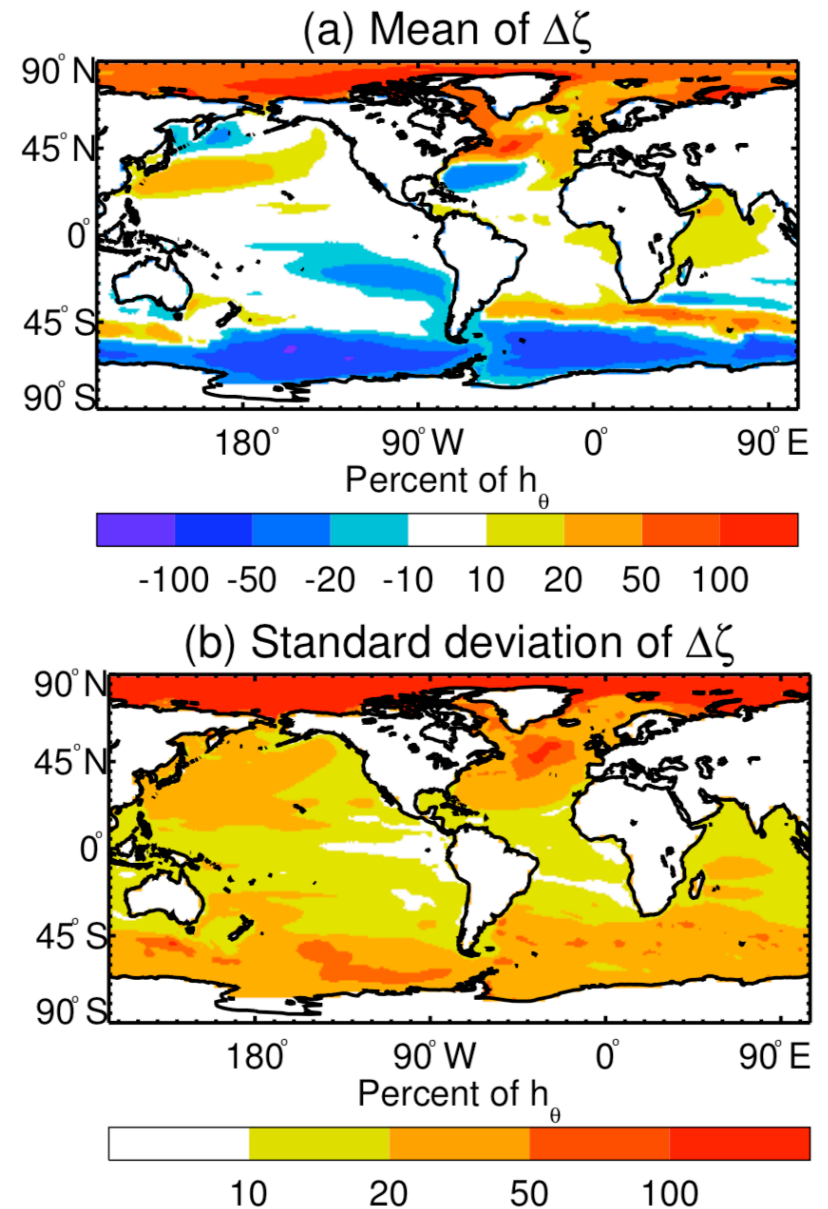 (a) Mean of Δζ
90° N
45° N
0°
45° S
90° S
180° 90° W 0° 90° E
Percent of hθ
-100 -50 -20 -10 10 20 50 100
(b) Standard deviation of Δζ
90° N
45° N
0°
45° S
90° S
180° 90° W 0° 90° E
Percent of hθ
10 20 50 100